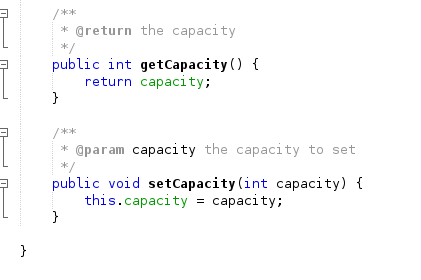 /**
 * @return the capacity
 */
public int getCapacity() {
    return capacity;
}
/**
 * @param capacity the capacity to set
 */
public void setCapacity(int capacity) {
    this.capacity = capacity;
}
}